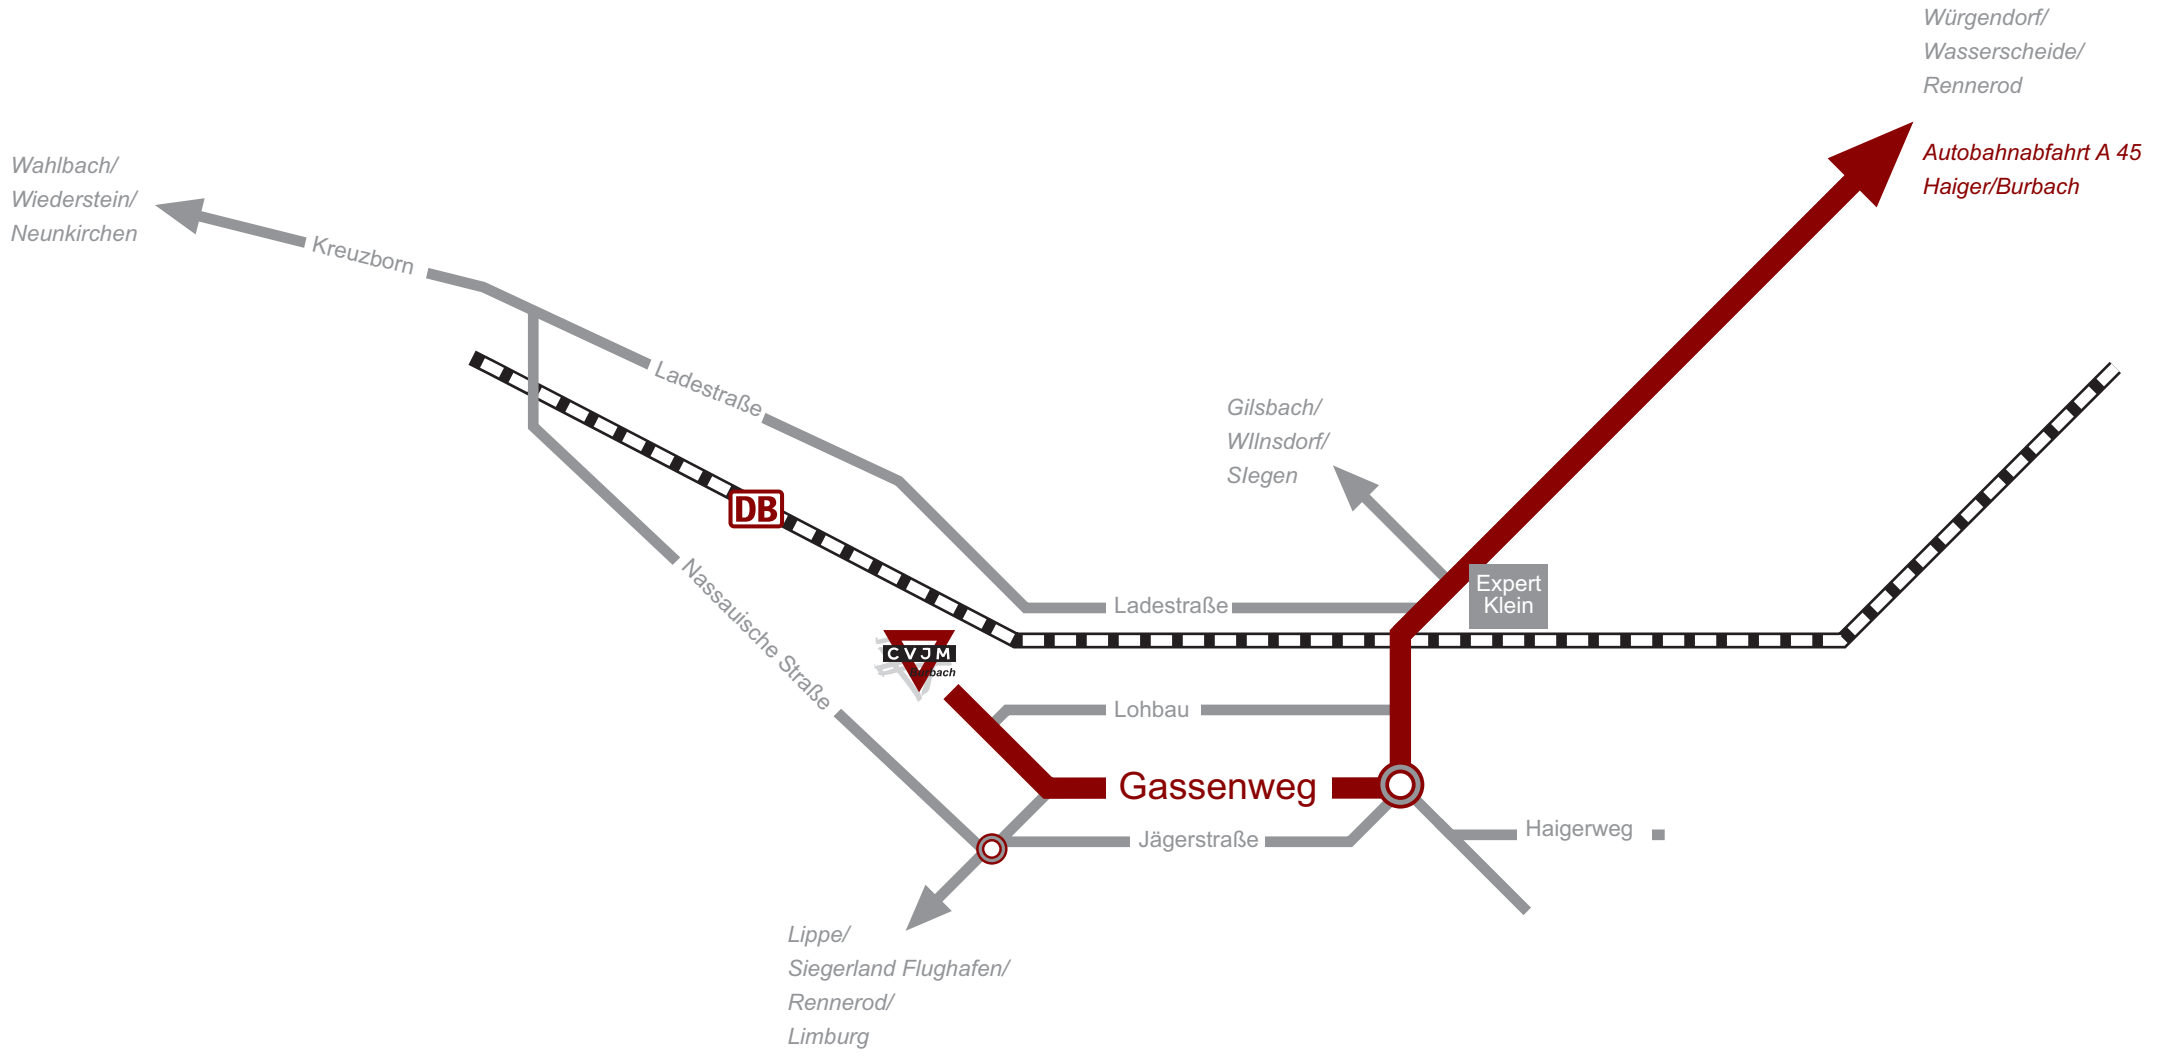 Würgendorf/
Wasserscheide/
Rennerod
Autobahnabfahrt A 45
Haiger/Burbach
Wahlbach/
Wiederstein/
Neunkirchen
Kreuzborn
Ladestraße
Gilsbach/
WIlnsdorf/
SIegen
DB
Nassauische Straße
Expert
Klein
Ladestraße
CVJM
Burbach
Lohbau
Gassenweg
Jägerstraße
Haigerweg
Lippe/
Siegerland Flughafen/
Rennerod/
Limburg